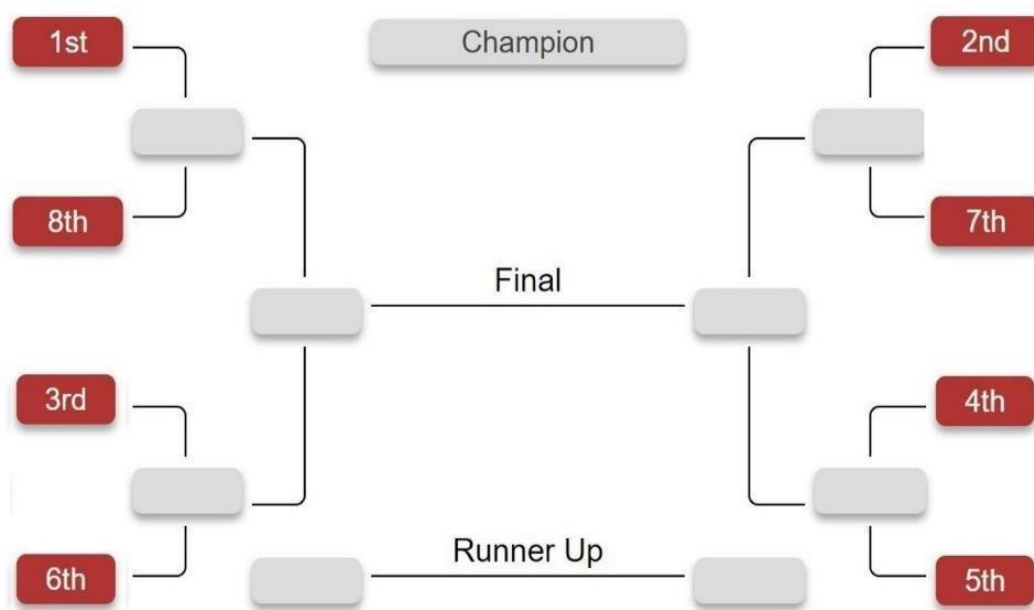 1st
Champion
2nd
8th
7th
Final
3rd
4th
Runner Up
6th
5th